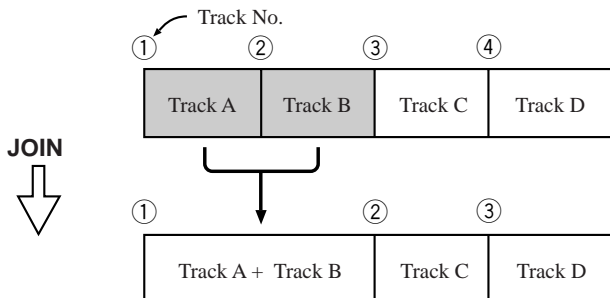 Track No.
① ② ③ ④
Track A Track B Track C Track D
JOIN
① ② ③
Track A + Track B Track C Track D